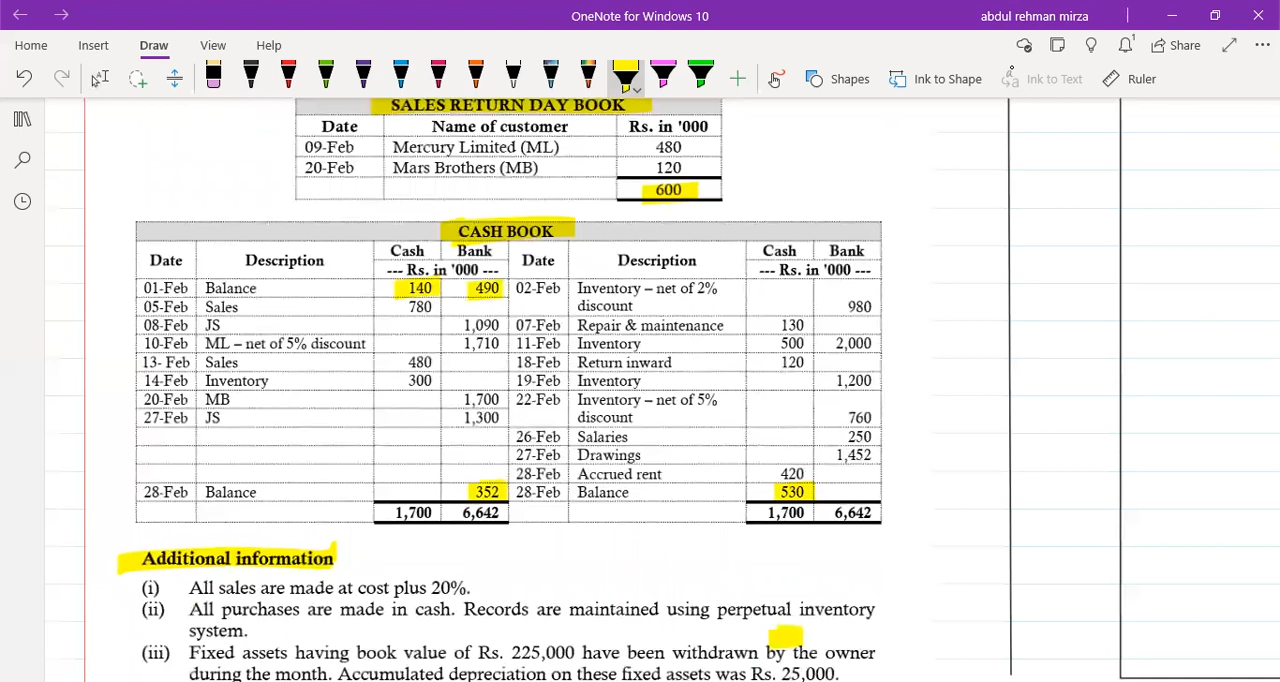 OneNote for Windows 10
abdul rehman mirza
Home Insert Draw View Help
Share
Shapes Ink to Shape Ink to Text Ruler
SALES RETURN DAY BOOK
Date Name of customer Rs. in '000
09-Feb Mercury Limited (ML) 480
20-Feb Mars Brothers (MB) 120
600
CASH BOOK
Date Description Cash Bank Date Description Cash Bank
--- Rs. in '000 --- --- Rs. in '000 ---
01-Feb Balance 140 490 02-Feb Inventory – net of 2%
05-Feb Sales 780 discount 980
08-Feb JS 1,090 07-Feb Repair & maintenance 130
10-Feb ML – net of 5% discount 1,710 11-Feb Inventory 500 2,000
13- Feb Sales 480 18-Feb Return inward 120
14-Feb Inventory 300 19-Feb Inventory 1,200
20-Feb MB 1,700 22-Feb Inventory – net of 5%
27-Feb JS 1,300 discount 760
26-Feb Salaries 250
27-Feb Drawings 1,452
28-Feb Accrued rent 420
28-Feb Balance 352 28-Feb Balance 530
1,700 6,642 1,700 6,642
Additional information
(i) All sales are made at cost plus 20%.
(ii) All purchases are made in cash. Records are maintained using perpetual inventory
system.
(iii) Fixed assets having book value of Rs. 225,000 have been withdrawn by the owner
during the month. Accumulated depreciation on these fixed assets was Rs. 25,000.